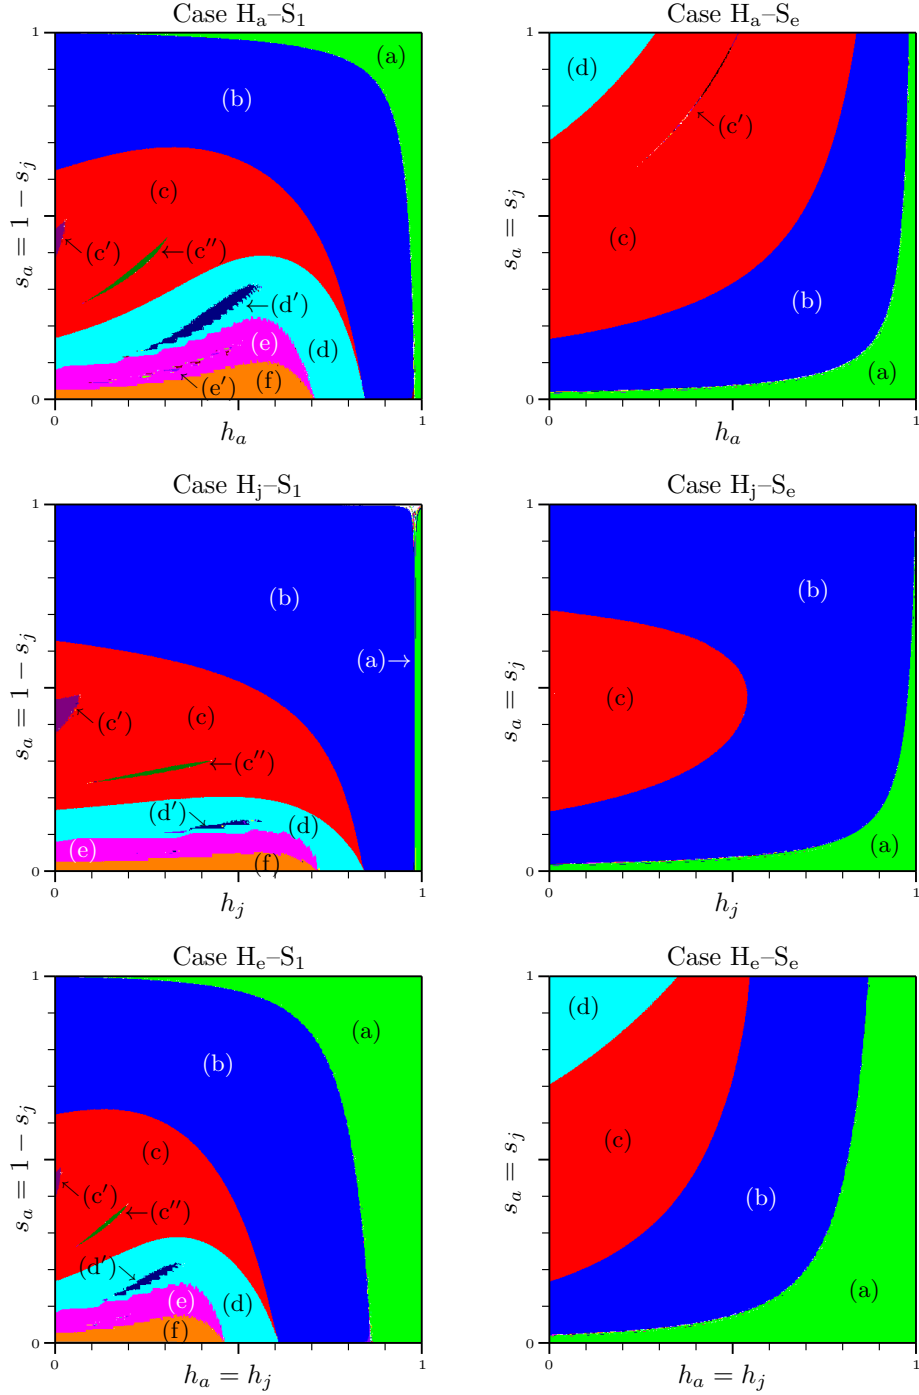 Case Hₐ–S₁
1
(a)
(b)
(c)
(c′)
←(c″)
←(d′)
(e)
(d)
(e′)
(f)
0
0
1
hₐ
sₐ = 1 − sⱼ
Case Hₐ–Sₑ
1
(d)
(c′)
(c)
(b)
(a)
0
0
1
hₐ
sₐ = sⱼ
Case Hⱼ–S₁
1
(b)
(a)→
(c)
(c′)
←(c″)
(d′)
(d)
(e)
(f)
0
0
1
hⱼ
sₐ = 1 − sⱼ
Case Hⱼ–Sₑ
1
(b)
(c)
(a)
0
0
1
hⱼ
sₐ = sⱼ
Case Hₑ–S₁
1
(a)
(b)
(c)
(c′)
←(c″)
(d′)
(e)
(d)
(f)
0
0
1
hₐ = hⱼ
sₐ = 1 − sⱼ
Case Hₑ–Sₑ
1
(d)
(c)
(b)
(a)
0
0
1
hₐ = hⱼ
sₐ = sⱼ